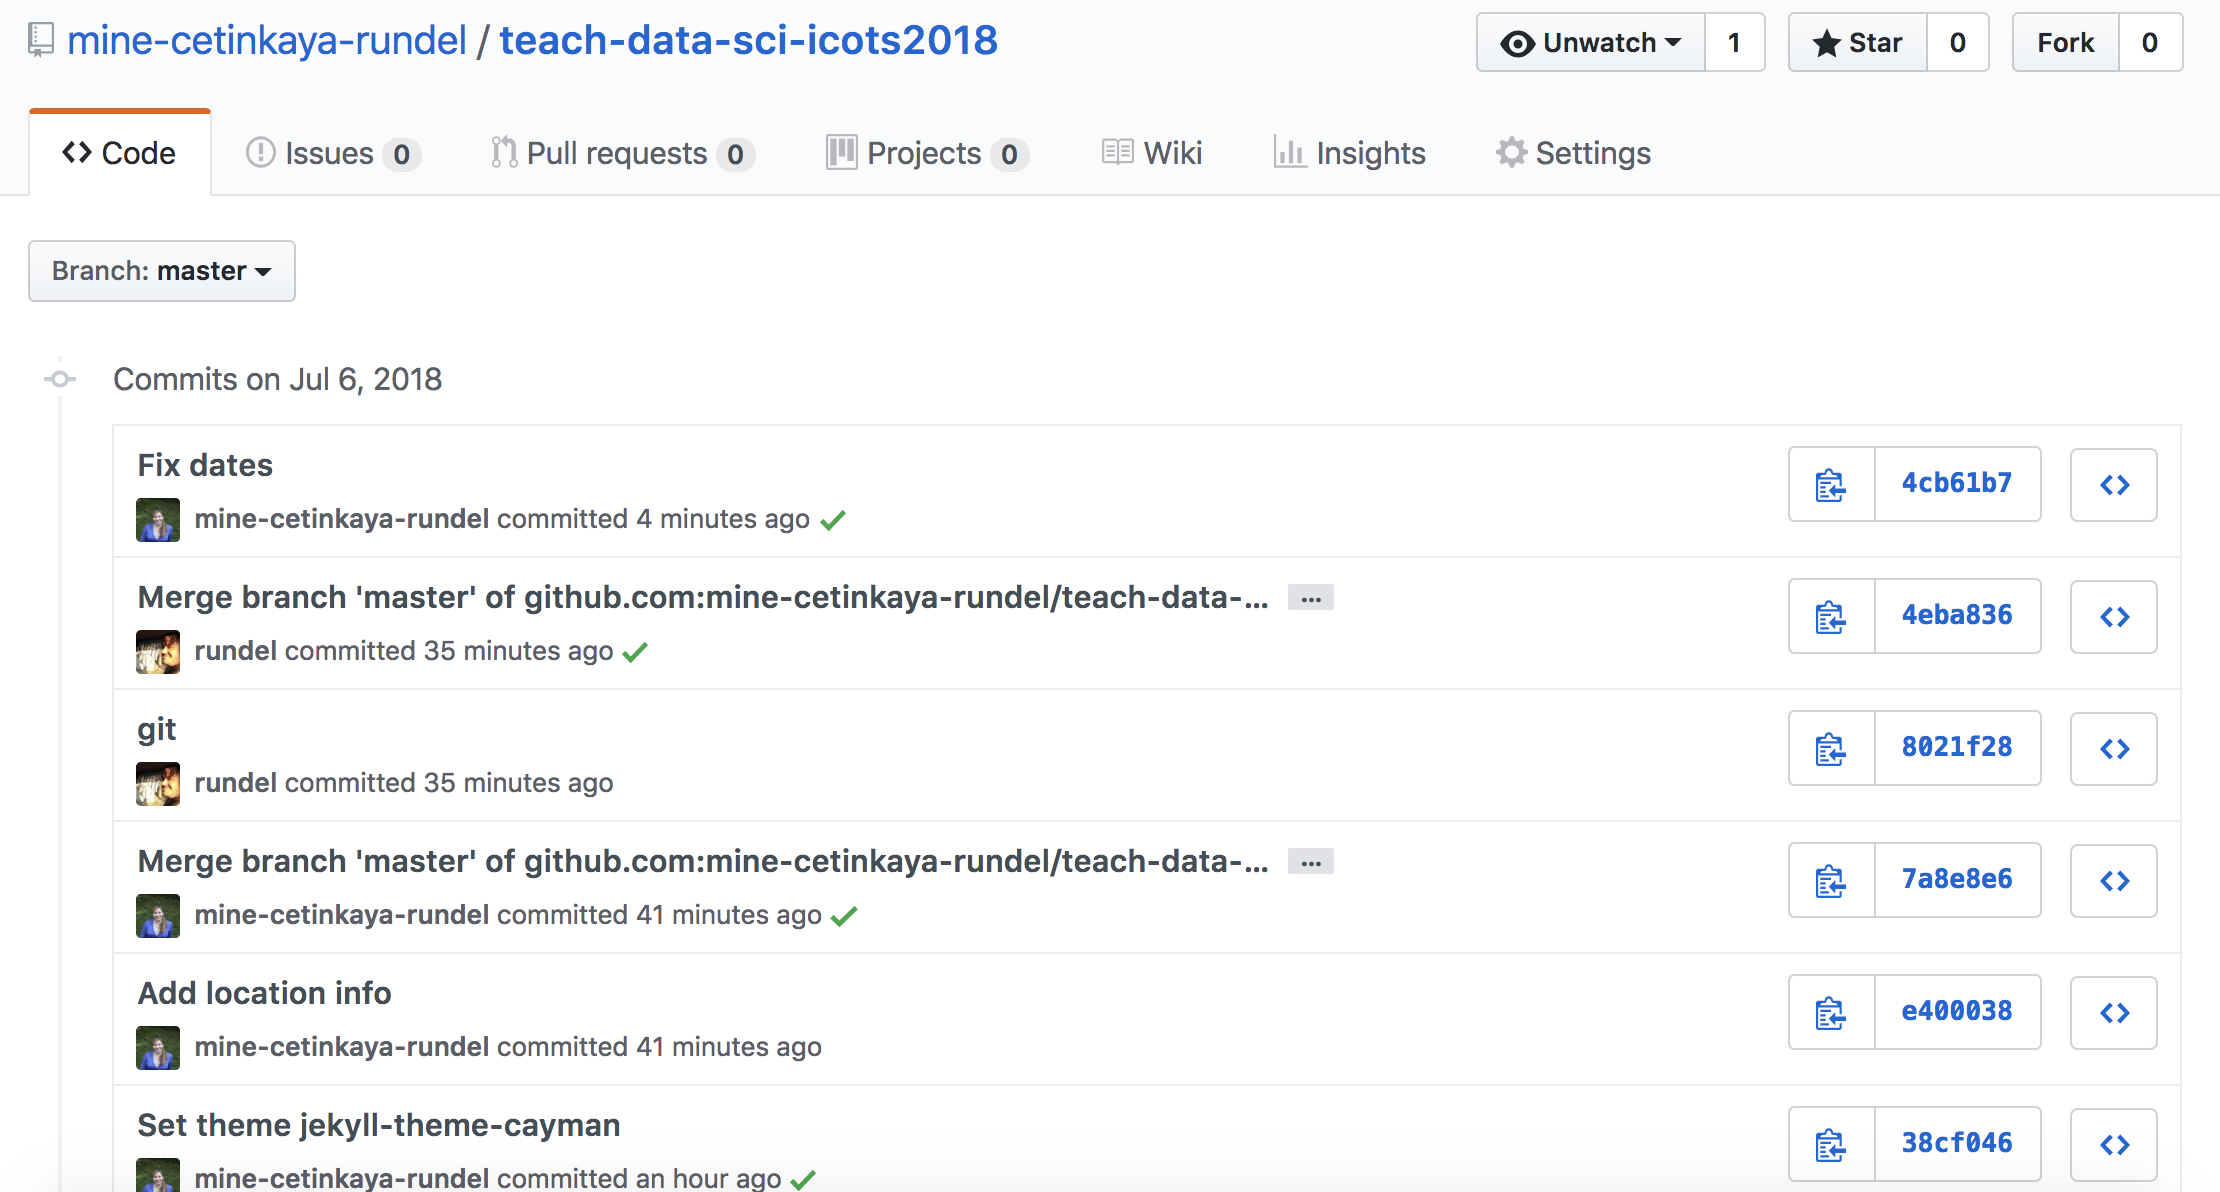 mine-cetinkaya-rundel / teach-data-sci-icots2018
Unwatch 1 Star 0 Fork 0
Code Issues 0 Pull requests 0 Projects 0 Wiki Insights Settings
Branch: master
Commits on Jul 6, 2018
Fix dates
mine-cetinkaya-rundel committed 4 minutes ago
4cb61b7
Merge branch 'master' of github.com:mine-cetinkaya-rundel/teach-data-... ...
rundel committed 35 minutes ago
4eba836
git
rundel committed 35 minutes ago
8021f28
Merge branch 'master' of github.com:mine-cetinkaya-rundel/teach-data-... ...
mine-cetinkaya-rundel committed 41 minutes ago
7a8e8e6
Add location info
mine-cetinkaya-rundel committed 41 minutes ago
e400038
Set theme jekyll-theme-cayman
mine-cetinkaya-rundel committed an hour ago
38cf046